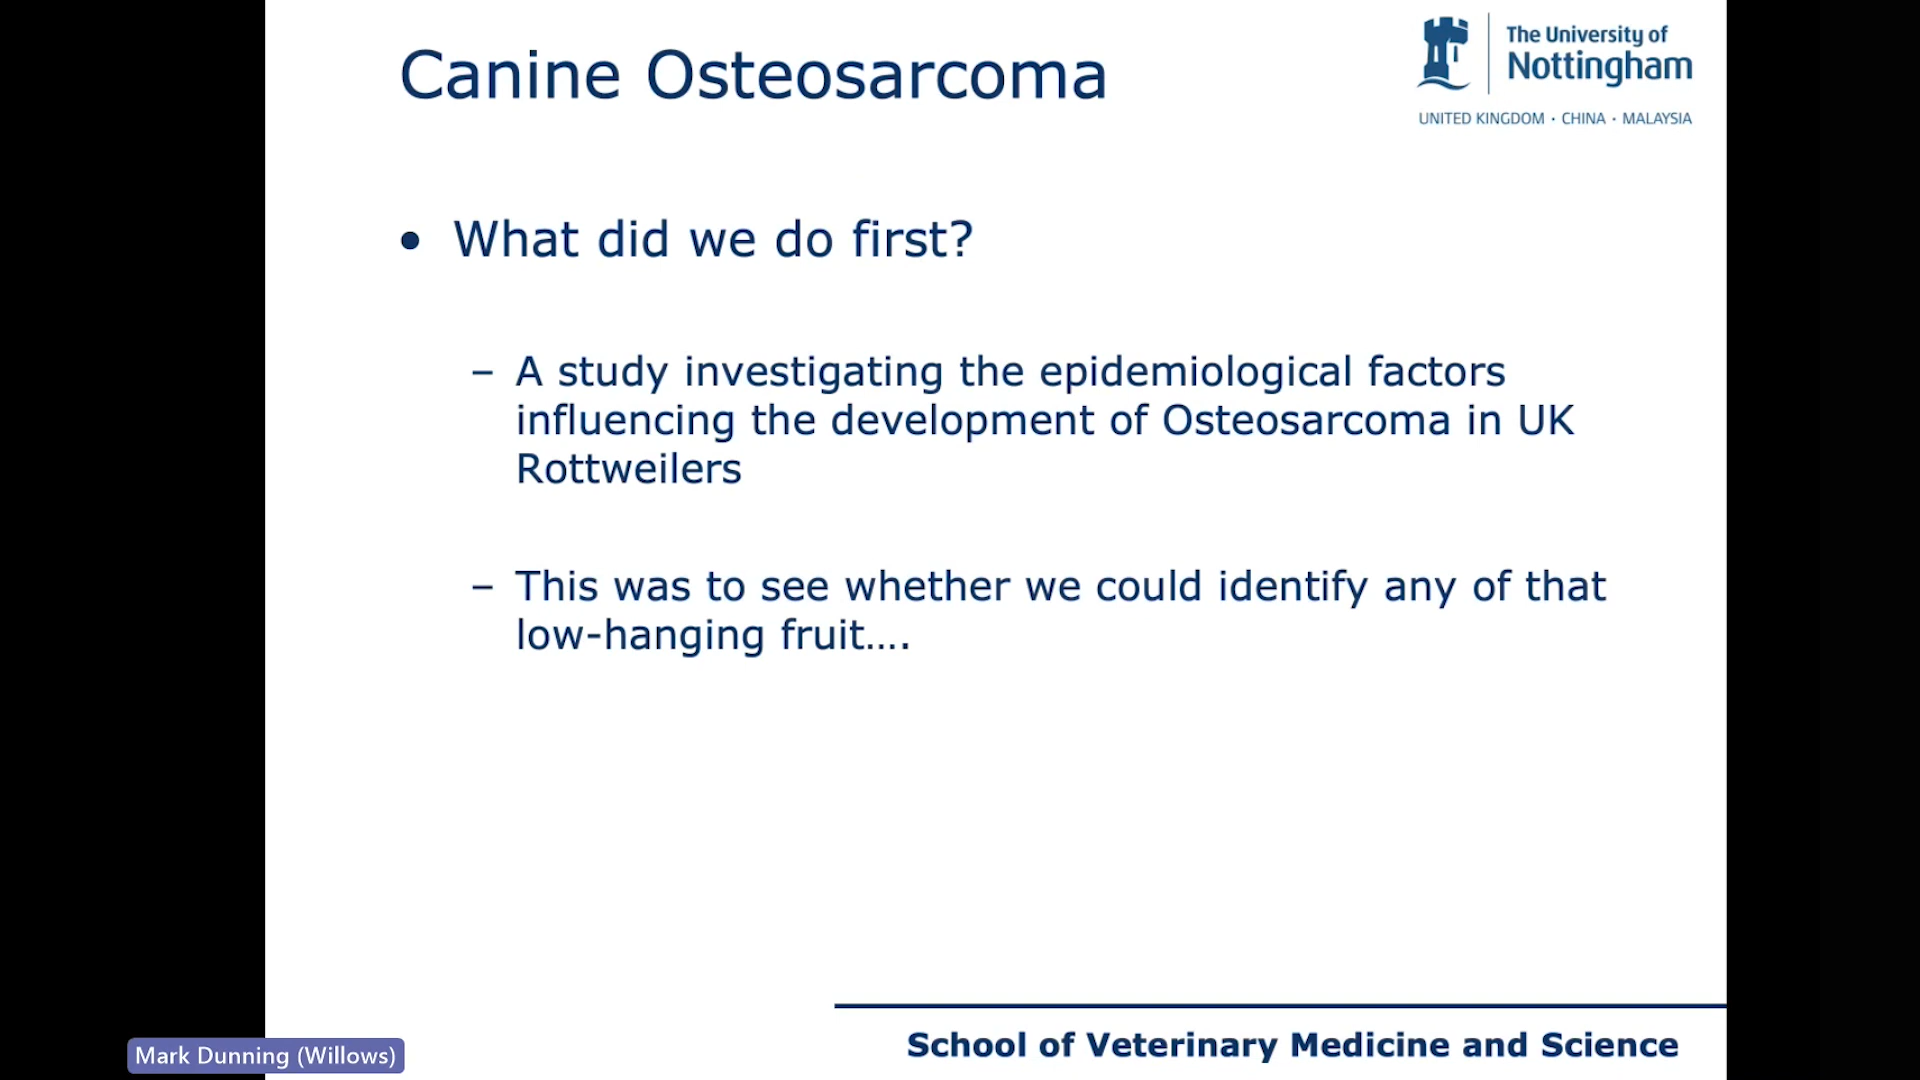 Canine Osteosarcoma
The University of
Nottingham
UNITED KINGDOM · CHINA · MALAYSIA
• What did we do first?
– A study investigating the epidemiological factors
influencing the development of Osteosarcoma in UK
Rottweilers
– This was to see whether we could identify any of that
low-hanging fruit….
School of Veterinary Medicine and Science
Mark Dunning (Willows)